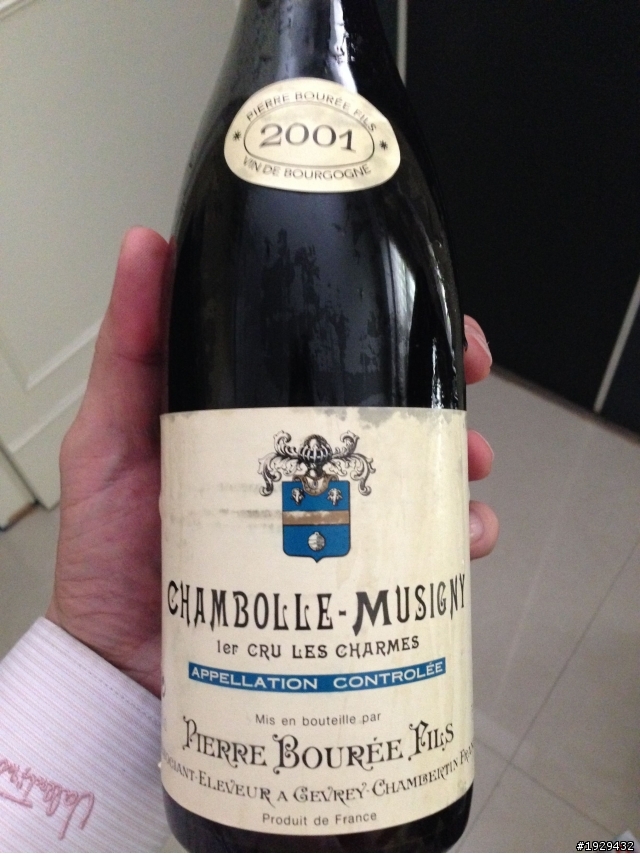 PIERRE BOURÉE FILS
* 2001 *
VIN DE BOURGOGNE
CHAMBOLLE-MUSIGNY
1er CRU LES CHARMES
APPELLATION CONTROLÉE
Mis en bouteille par
PIERRE BOURÉE FILS
ELEVEUR A GEVREY-CHAMBERTIN
Produit de France
#1929432